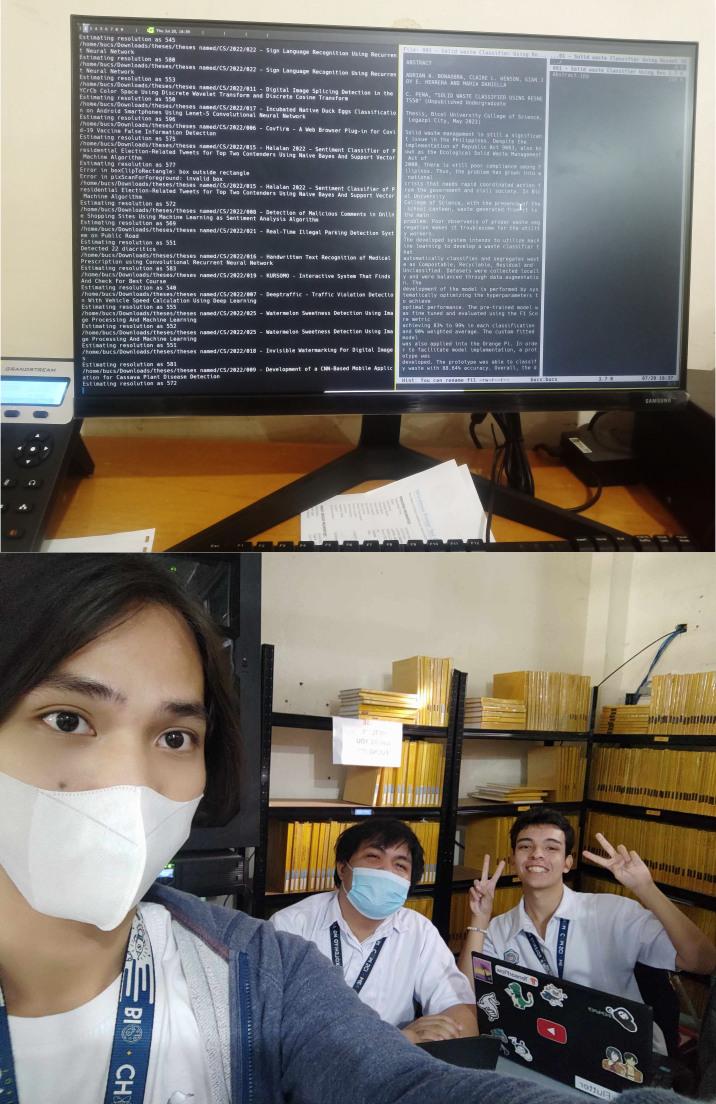 Thu Jul 20, 16:39
Estimating resolution as 545
/home/bucs/Downloads/theses/theses named/CS/2022/022 - Sign Language Recognition Using Recurren
t Neural Network
Estimating resolution as 580
/home/bucs/Downloads/theses/theses named/CS/2022/022 - Sign Language Recognition Using Recurren
t Neural Network
Estimating resolution as 553
/home/bucs/Downloads/theses/theses named/CS/2022/011 - Digital Image Splicing Detection in the
YCrCb Color Space Using Discrete Wavelet Transform and Discrete Cosine Transform
Estimating resolution as 550
/home/bucs/Downloads/theses/theses named/CS/2022/017 - Incubated Native Duck Eggs Classificatio
n on Android Smartphones Using Lenet-5 Convolutional Neural Network
Estimating resolution as 596
/home/bucs/Downloads/theses/theses named/CS/2022/006 - Covfirm - A Web Browser Plug-in for Covi
d-19 Vaccine False Information Detection
Estimating resolution as 575
/home/bucs/Downloads/theses/theses named/CS/2022/015 - Halalan 2022 - Sentiment Classifier of P
residential Election-Related Tweets for Top Two Contenders Using Naive Bayes And Support Vector
Machine Algorithm
Estimating resolution as 577
Error in boxClipToRectangle: box outside rectangle
Error in pixScanForForeground: invalid box
/home/bucs/Downloads/theses/theses named/CS/2022/015 - Halalan 2022 - Sentiment Classifier of P
residential Election-Related Tweets for Top Two Contenders Using Naive Bayes And Support Vector
Machine Algorithm
Estimating resolution as 572
/home/bucs/Downloads/theses/theses named/CS/2022/008 - Detection of Malicious Comments in Onlin
e Shopping Sites Using Machine Learning as Sentiment Analysis Algorithm
Estimating resolution as 569
/home/bucs/Downloads/theses/theses named/CS/2022/021 - Real-Time Illegal Parking Detection Syst
em on Public Road
Estimating resolution as 551
Detected 22 diacritics
/home/bucs/Downloads/theses/theses named/CS/2022/016 - Handwritten Text Recognition of Medical
Prescription using Convolutional Recurrent Neural Network
Estimating resolution as 583
/home/bucs/Downloads/theses/theses named/CS/2022/019 - KURSOMO - Interactive System That Finds
And Check For Best Course
Estimating resolution as 540
/home/bucs/Downloads/theses/theses named/CS/2022/007 - Deeptraffic - Traffic Violation Detectio
n With Vehicle Speed Calculation Using Deep Learning
Estimating resolution as 555
/home/bucs/Downloads/theses/theses named/CS/2022/025 - Watermelon Sweetness Detection Using Ima
ge Processing And Machine Learning
Estimating resolution as 552
/home/bucs/Downloads/theses/theses named/CS/2022/025 - Watermelon Sweetness Detection Using Ima
ge Processing And Machine Learning
Estimating resolution as 551
/home/bucs/Downloads/theses/theses named/CS/2022/018 - Invisible Watermarking For Digital Image
s
Estimating resolution as 581
/home/bucs/Downloads/theses/theses named/CS/2022/009 - Development of a CNN-Based Mobile Applic
ation for Cassava Plant Disease Detection
Estimating resolution as 572
File: 001 - Solid waste Classifier Using Re
ABSTRACT
ADRIAN N. BONAOBRA, CLAIRE L. HENSON, GIAN J
OY E. HERRERA AND MARIA DANIELLA
C. PEÑA, "SOLID WASTE CLASSIFIED USING RESNE
T550" (Unpublished Undergraduate
Thesis, Bicol University College of Science,
Legazpi City, May 2022)
Solid waste management is still a significan
t issue in the Philippines. Despite the
implementation of Republic Act 9003, also kn
own as the Ecological Solid Waste Management
Act of
2000, there is still poor compliance among F
ilipinos. Thus, the problem has grown into a
national
crisis that needs rapid coordinated action f
rom the government and civil society. In Bic
ol University
College of Science, with the presence of the
school canteen, waste generated
the main
problem. Poor observance of proper waste seg
regation makes it troublesome for the utilit
y workers.
The developed system intends to utilize mach
ine learning to develop a waste classifier t
hat
automatically classifies and segregates wast
e as Compostable, Recyclable, Residual and
Unclassified. Datasets were collected locall
y and were balanced through data augmentatio
n. The
development of the model is performed by sys
tematically optimizing the hyperparameters t
o achieve
optimal performance. The pre-trained model w
as fine tuned and evaluated using the F1 Sco
re metric
achieving 83% to 99% in each classification
and 90% weighted average. The custom fitted
model
was also applied into the Orange Pi. In orde
r to facilitate model implementation, a prot
otype was
developed. The prototype was able to classif
y waste with 88.64% accuracy. Overall, the d
Hint: You can rename
bucs:bucs
SAMSUNG
GRANDSTREAM
BIO
CH
TensorFlow
Flutter